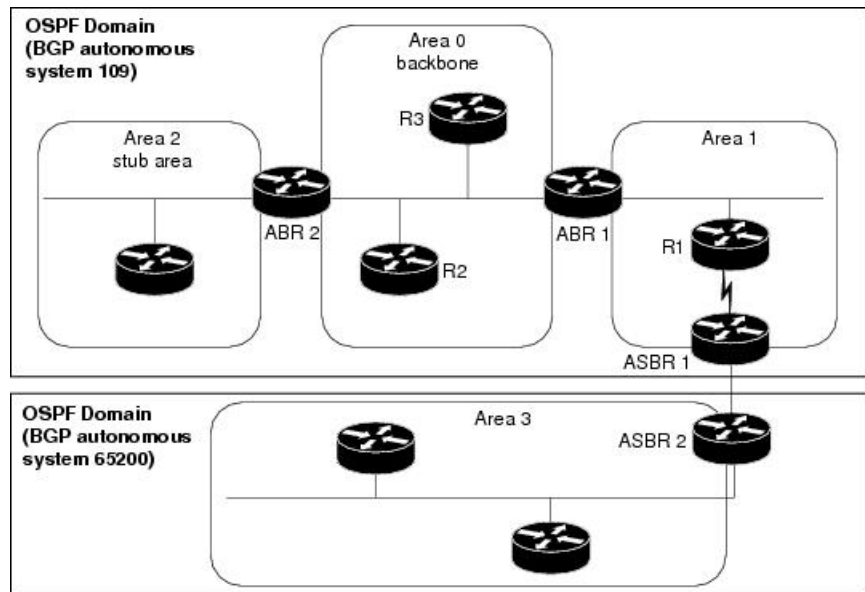 OSPF Domain
(BGP autonomous
system 109)
Area 0
backbone
R3
Area 2
stub area
Area 1
ABR 2
ABR 1
R1
R2
ASBR 1
OSPF Domain
(BGP autonomous
system 65200)
Area 3
ASBR 2